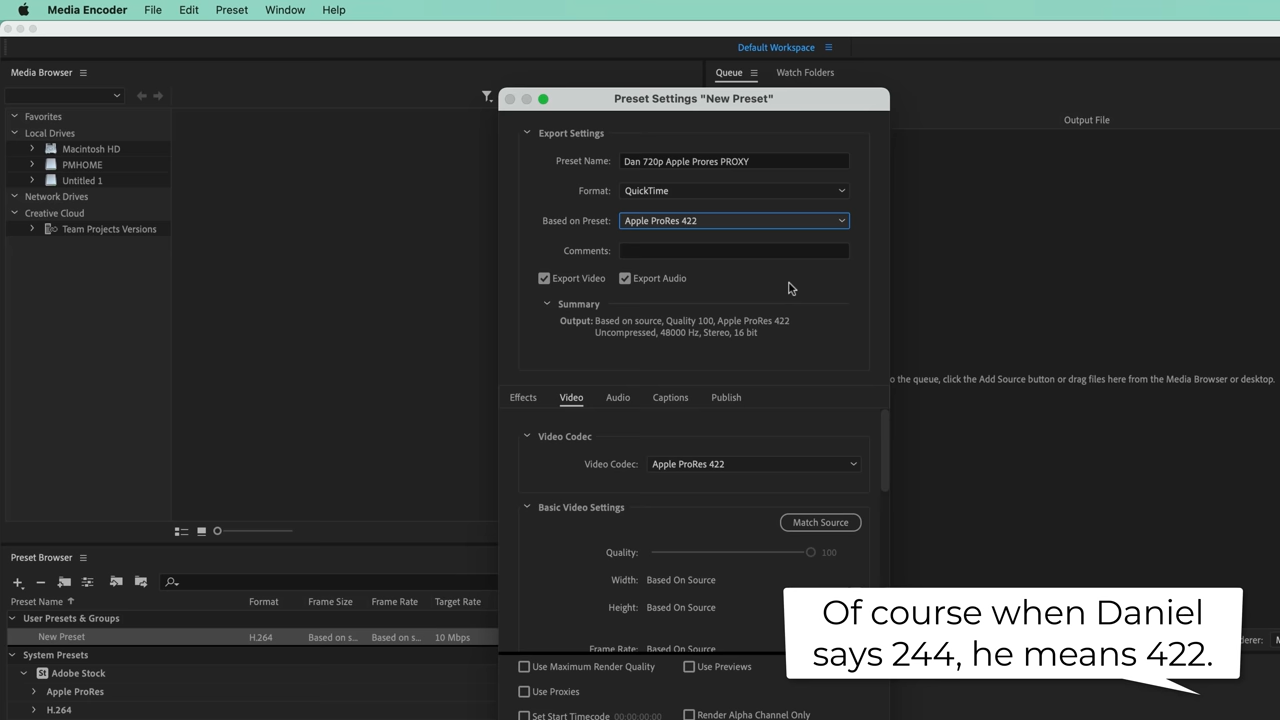 Media Encoder File Edit Preset Window Help
Default Workspace
Media Browser
Queue
Watch Folders
Preset Settings "New Preset"
Favorites
Local Drives
Macintosh HD
PMHOME
Untitled 1
Network Drives
Creative Cloud
Team Projects Versions
Output File
Export Settings
Preset Name: Dan 720p Apple Prores PROXY
Format: QuickTime
Based on Preset: Apple ProRes 422
Comments:
Export Video Export Audio
Summary
Output: Based on source, Quality 100, Apple ProRes 422
Uncompressed, 48000 Hz, Stereo, 16 bit
o the queue, click the Add Source button or drag files here from the Media Browser or desktop.
Effects Video Audio Captions Publish
Video Codec
Video Codec: Apple ProRes 422
Basic Video Settings
Match Source
Quality: 100
Width: Based On Source
Height: Based On Source
Frame Rate: Based On Source
Preset Browser
Preset Name Format Frame Size Frame Rate Target Rate
User Presets & Groups
New Preset H.264 Based on s... Based on s... 10 Mbps
System Presets
St Adobe Stock
Apple ProRes
H.264
Use Maximum Render Quality Use Previews
Use Proxies
Set Start Timecode 00:00:00:00 Render Alpha Channel Only
Of course when Daniel
says 244, he means 422.